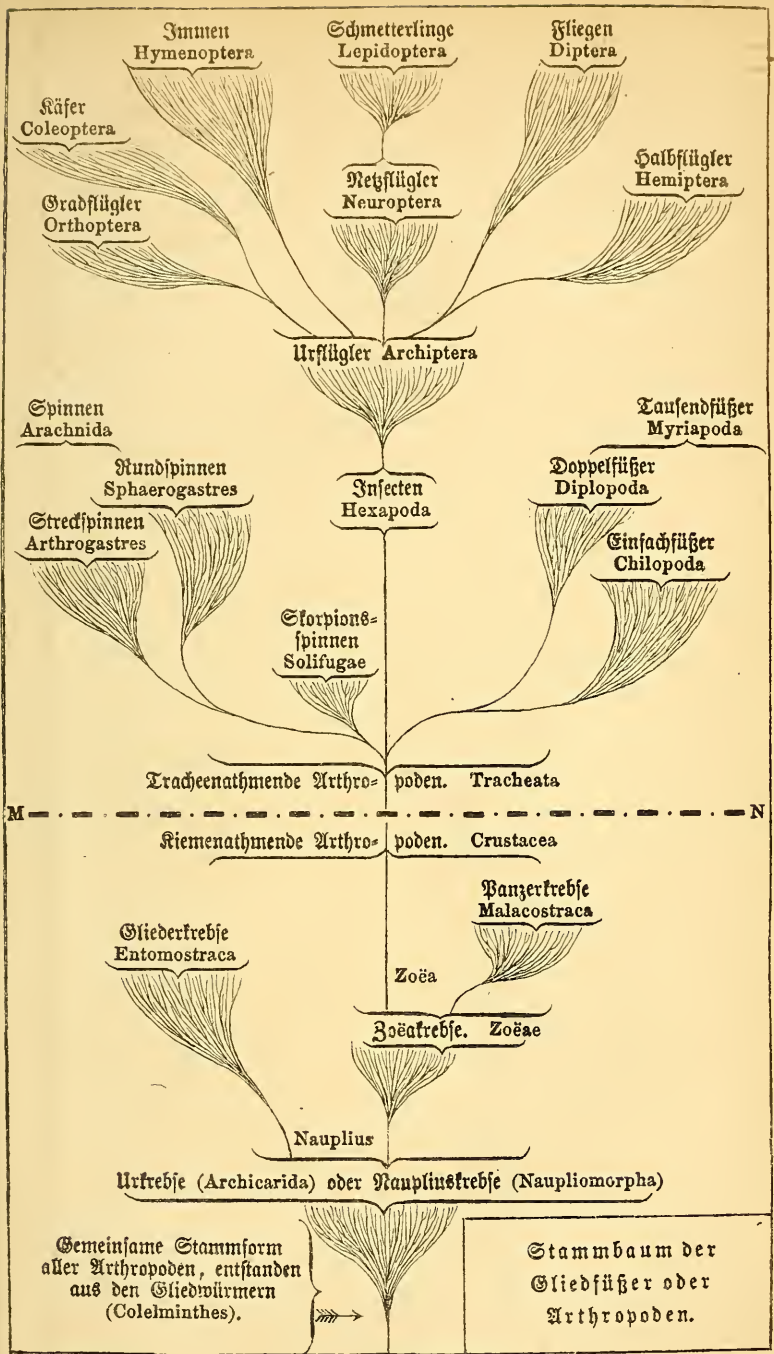 Immen
Hymenoptera
Schmetterlinge
Lepidoptera
Fliegen
Diptera
Käfer
Coleoptera
Halbflügler
Hemiptera
Netzflügler
Neuroptera
Gradflügler
Orthoptera
Urflügler Archiptera
Spinnen
Arachnida
Tausendfüßer
Myriapoda
Rundspinnen
Sphaerogastres
Insecten
Hexapoda
Doppelfüßer
Diplopoda
Streckspinnen
Arthrogastres
Einfachfüßer
Chilopoda
Skorpions=
spinnen
Solifugae
Tracheenathmende Arthro= poden. Tracheata
M N
Kiemenathmende Arthro= poden. Crustacea
Panzerkrebse
Malacostraca
Gliederkrebse
Entomostraca
Zoëa
Zoëakrebse. Zoëae
Nauplius
Urkrebse (Archicarida) oder Naupliuskrebse (Naupliomorpha)
Gemeinsame Stammform
aller Arthropoden, entstanden
aus den Gliedwürmern
(Colelminthes).
Stammbaum der
Gliedfüßer oder
Arthropoden.